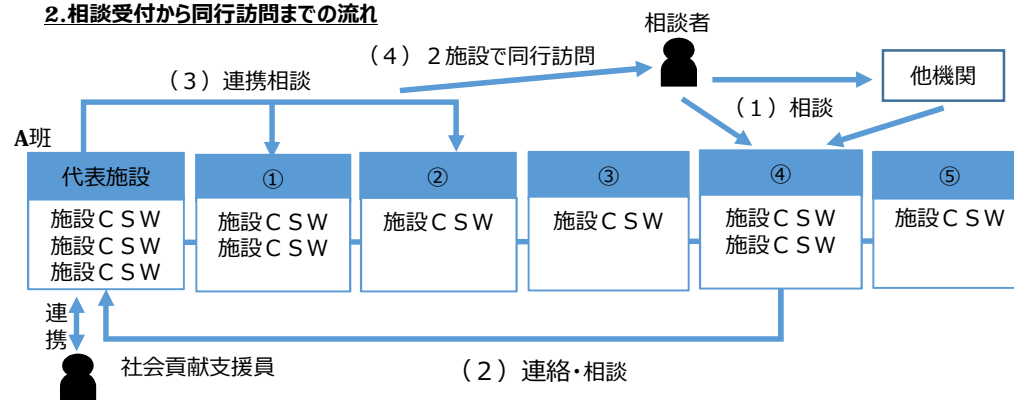 2.相談受付から同行訪問までの流れ
相談者
（４）２施設で同行訪問
（３）連携相談
他機関
（１）相談
A班
代表施設
施設ＣＳＷ
施設ＣＳＷ
施設ＣＳＷ
①
施設ＣＳＷ
施設ＣＳＷ
②
施設ＣＳＷ
③
施設ＣＳＷ
④
施設ＣＳＷ
施設ＣＳＷ
⑤
施設ＣＳＷ
連
携
社会貢献支援員
（２）連絡・相談